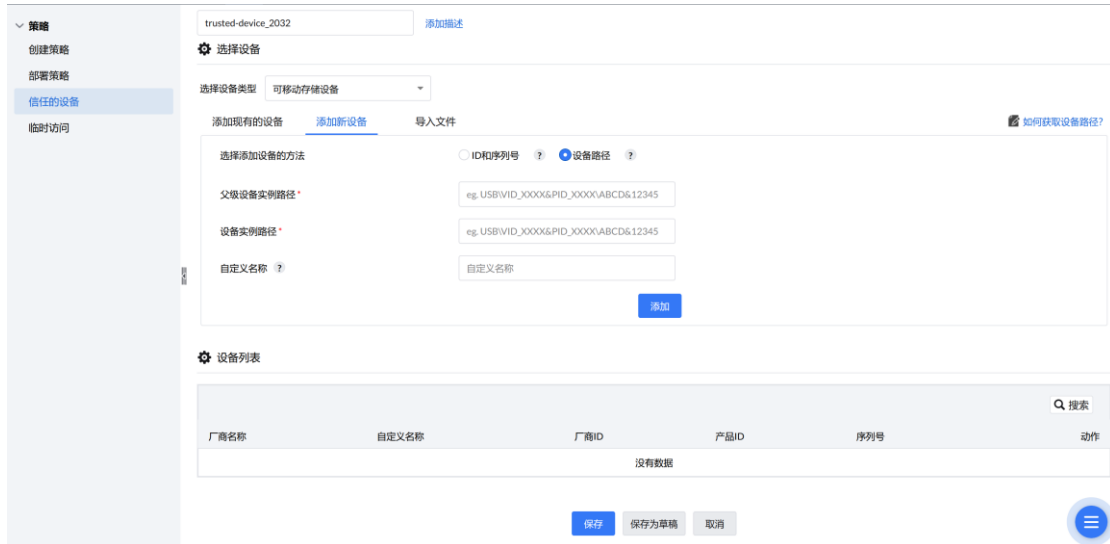 策略
创建策略
部署策略
信任的设备
临时访问
trusted-device_2032 添加描述
选择设备
选择设备类型 可移动存储设备
添加现有的设备 添加新设备 导入文件 如何获取设备路径?
选择添加设备的方法 ID和序列号 ? 设备路径 ?
父级设备实例路径* eg. USB\VID_XXXX&PID_XXXX\ABCD&12345
设备实例路径* eg. USB\VID_XXXX&PID_XXXX\ABCD&12345
自定义名称 ? 自定义名称
添加
设备列表
搜索
厂商名称 自定义名称 厂商ID 产品ID 序列号 动作
没有数据
保存 保存为草稿 取消